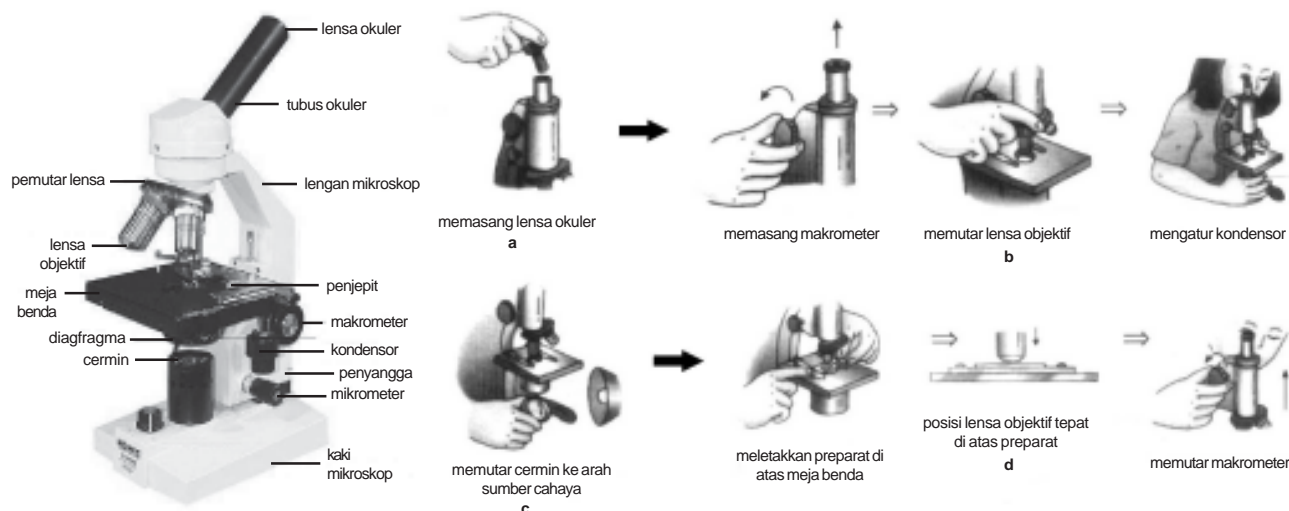 lensa okuler
tubus okuler
pemutar lensa
lengan mikroskop
lensa
objektif
meja
benda
penjepit
diagfragma
makrometer
cermin
kondensor
penyangga
mikrometer
kaki
mikroskop
memasang lensa okuler
a
memasang makrometer
memutar lensa objektif
b
mengatur kondensor
memutar cermin ke arah
sumber cahaya
c
meletakkan preparat di
atas meja benda
posisi lensa objektif tepat
di atas preparat
d
memutar makrometer